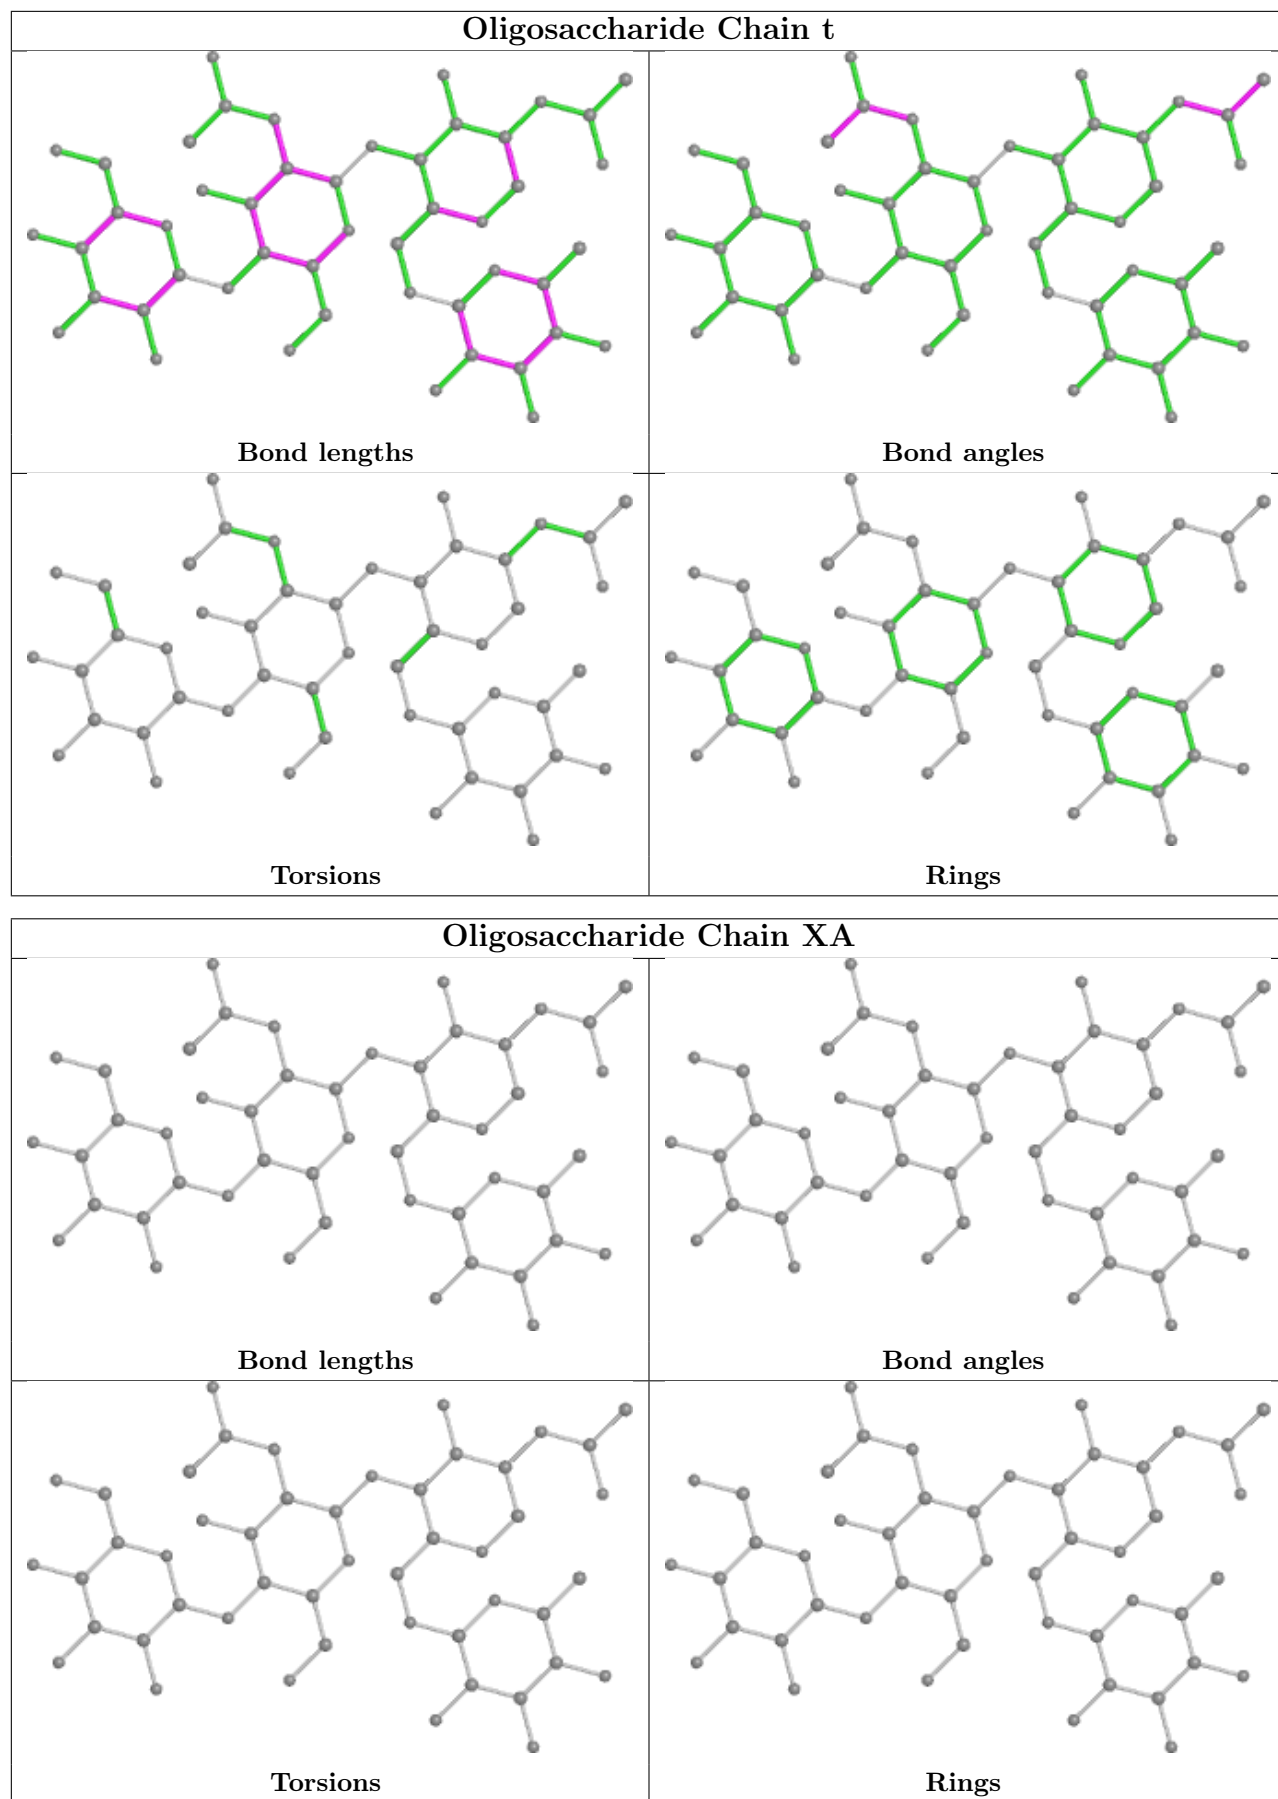 Oligosaccharide Chain t
Bond lengths
Bond angles
Torsions
Rings
Oligosaccharide Chain XA
Bond lengths
Bond angles
Torsions
Rings